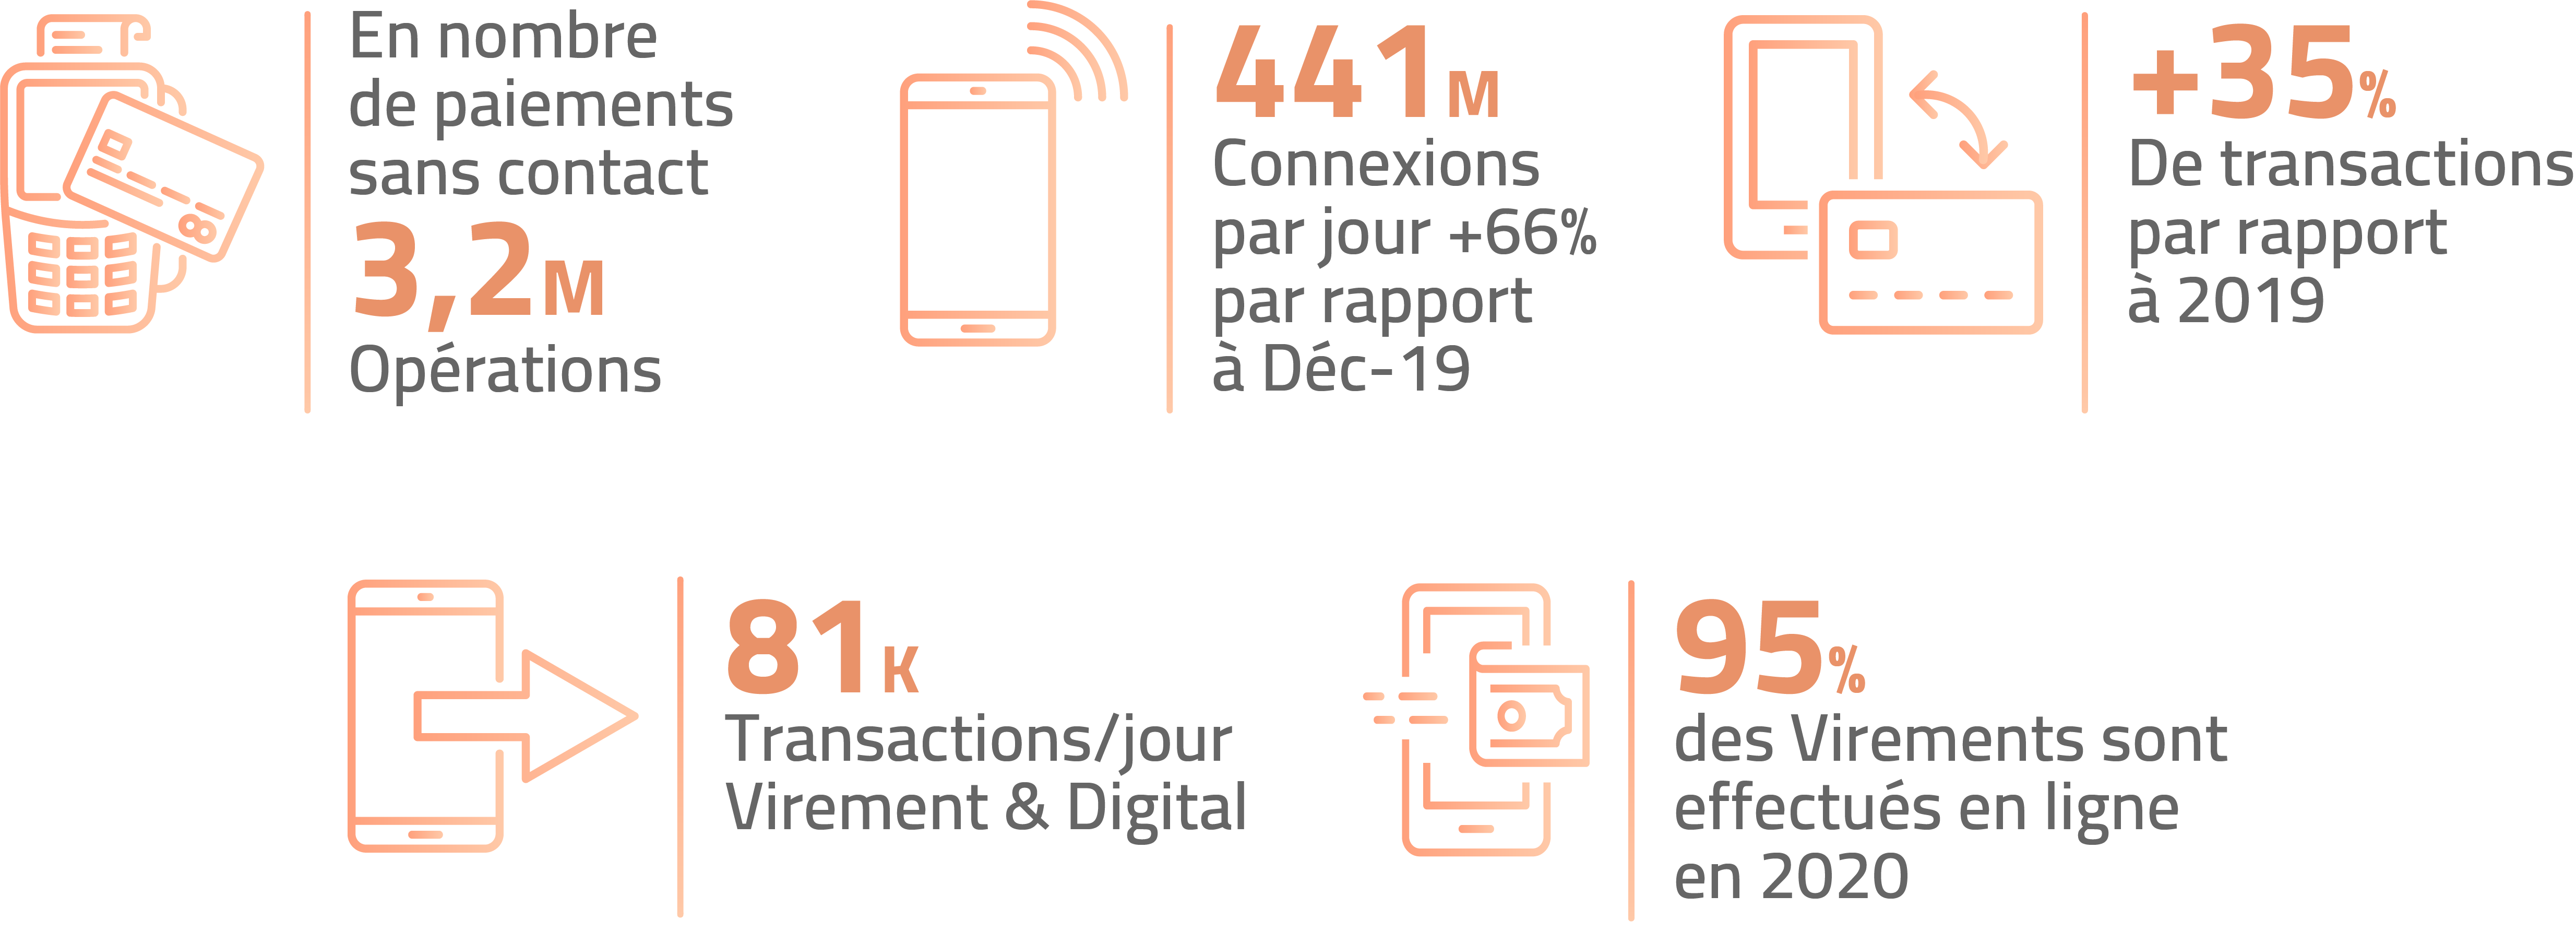 En nombre
de paiements
sans contact
3,2M
Opérations
441M
Connexions
par jour +66%
par rapport
à Déc-19
+35%
De transactions
par rapport
à 2019
81K
Transactions/jour
Virement & Digital
95%
des Virements sont
effectués en ligne
en 2020